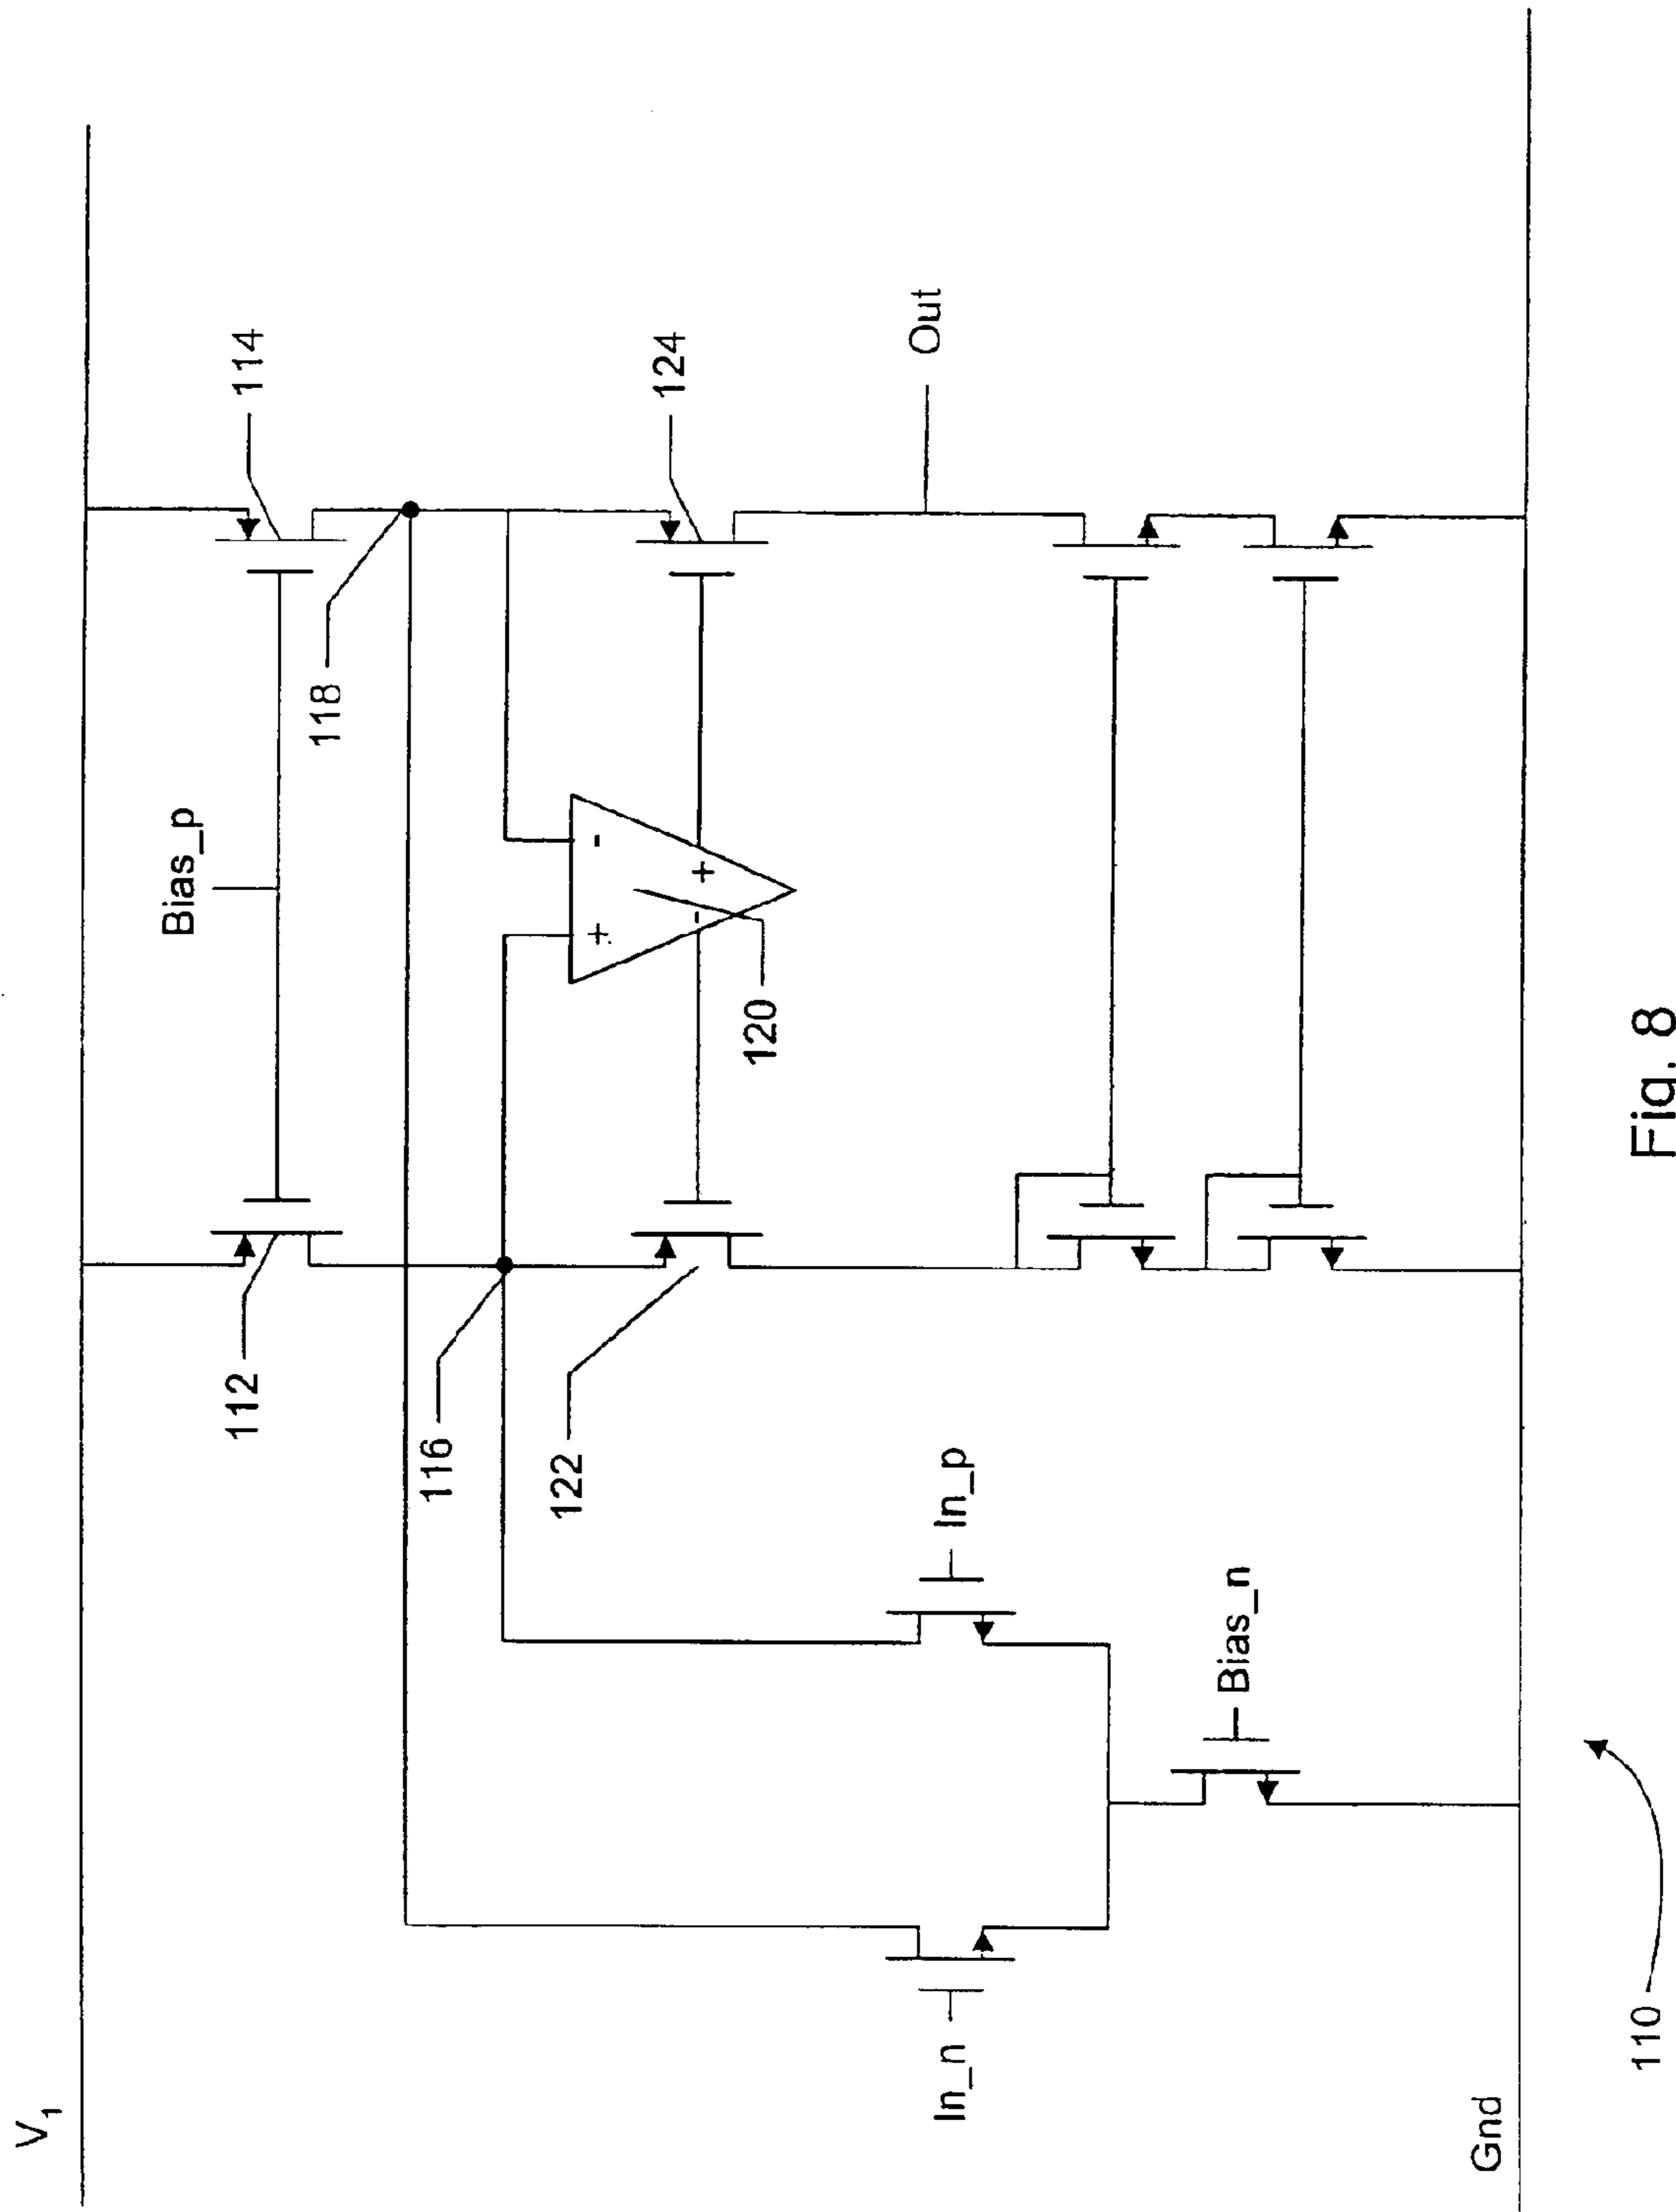 V1
Bias_p
112
114
118
116
+
-
-
+
122
120
124
Out
In_n
In_p
Bias_n
Gnd
110
Fig. 8